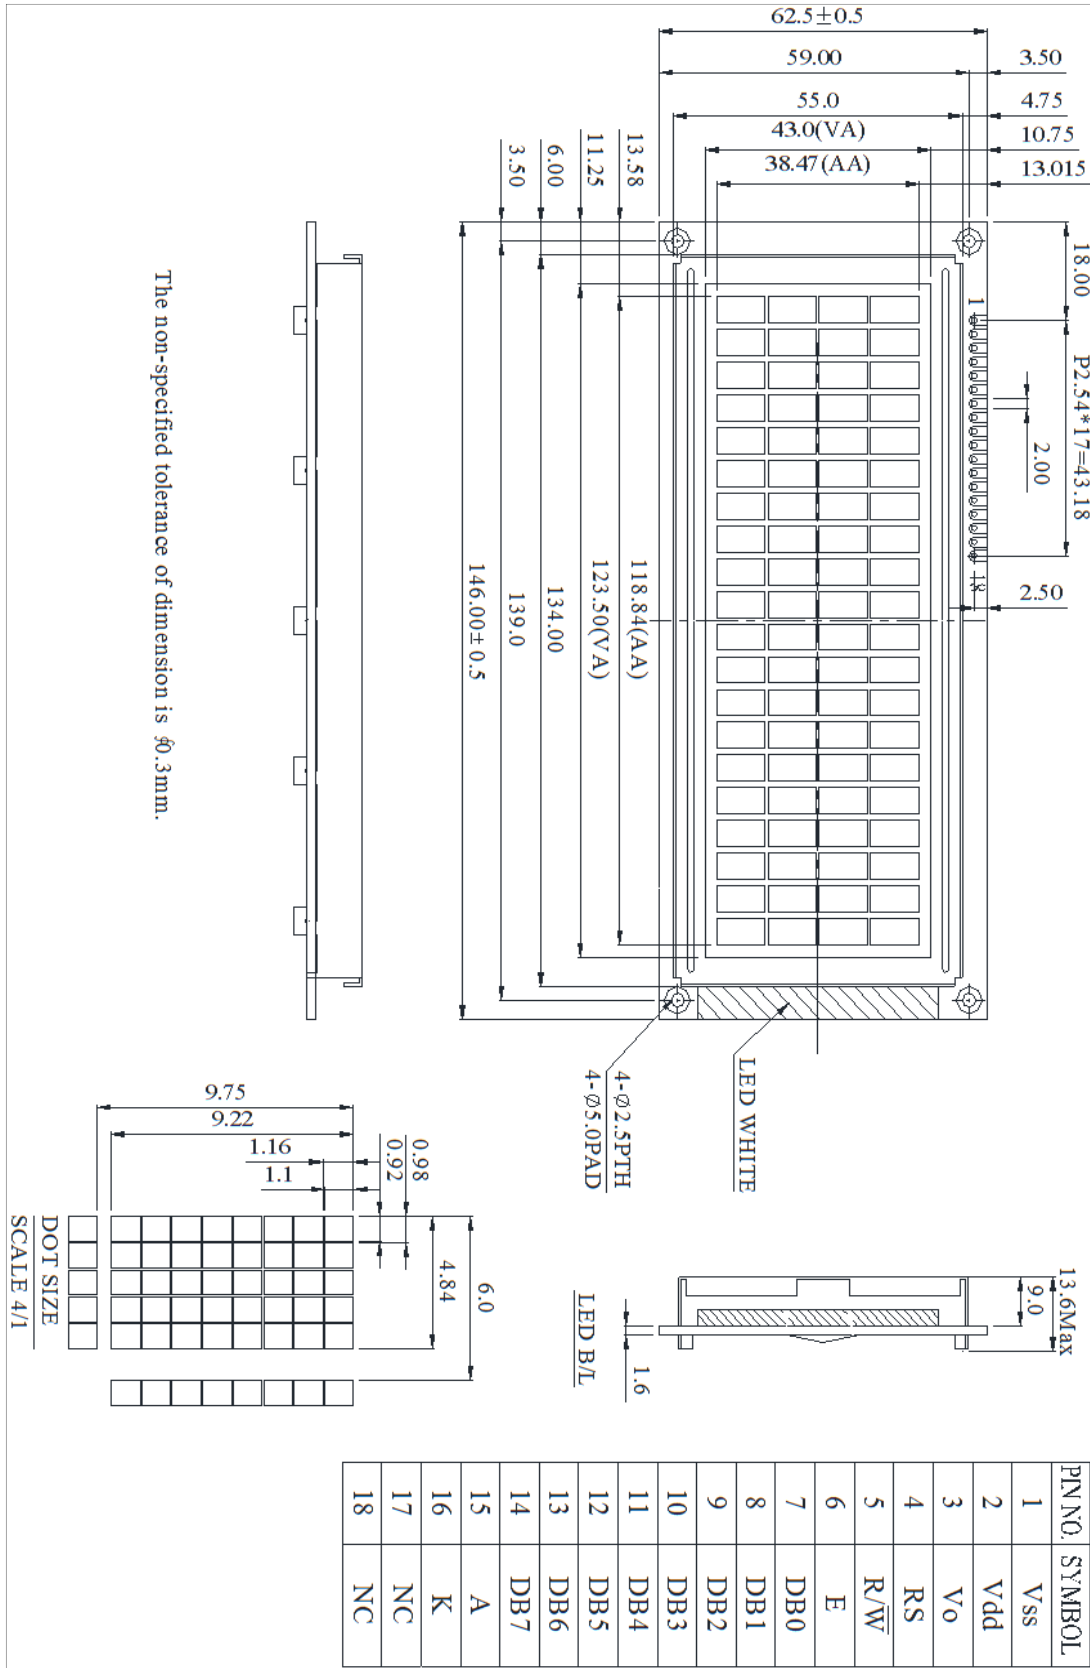 62.5±0.5
59.00
3.50
55.0
4.75
43.0(VA)
10.75
38.47(AA)
13.015
3.50
6.00
11.25
13.58
18.00
P2.54*17=43.18
2.00
2.50
1
18
118.84(AA)
123.50(VA)
134.00
139.0
146.00±0.5
The non-specified tolerance of dimension is
0.3mm.
LED WHITE
4-Ø2.5PTH
4-Ø5.0PAD
9.75
9.22
1.16
1.1
0.98
0.92
4.84
6.0
DOT SIZE
SCALE 4/1
13.6Max
9.0
1.6
LED B/L
PIN NO. SYMBOL
1 Vss
2 Vdd
3 Vo
4 RS
5 R/W̅
6 E
7 DB0
8 DB1
9 DB2
10 DB3
11 DB4
12 DB5
13 DB6
14 DB7
15 A
16 K
17 NC
18 NC